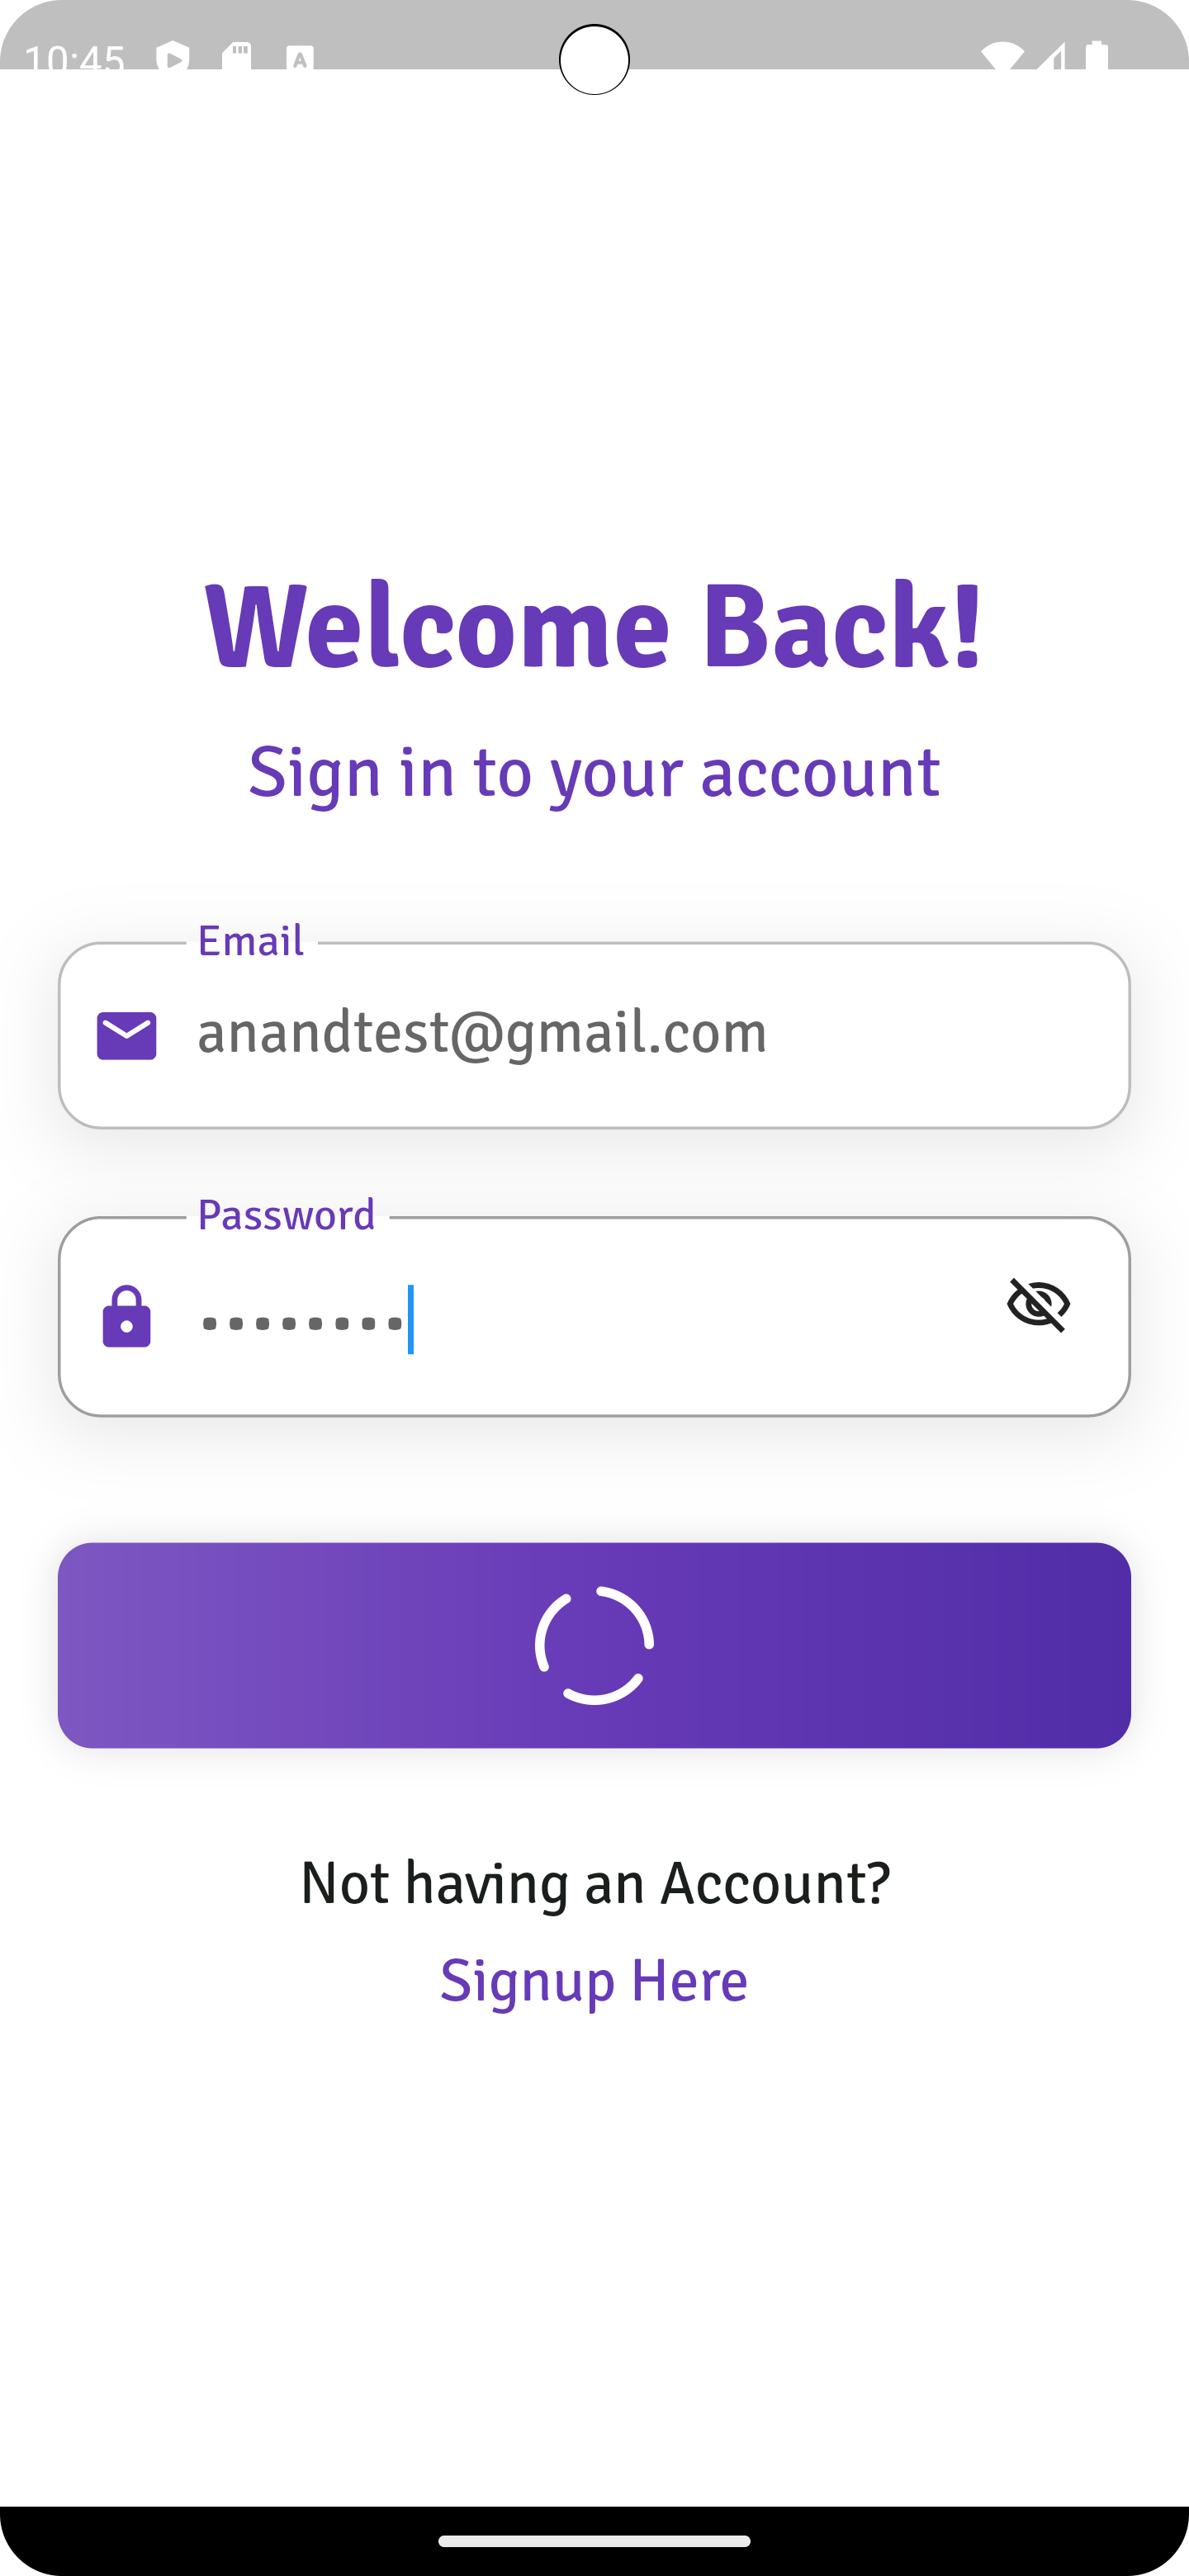 10:45
Welcome Back!
Sign in to your account
Email
anandtest@gmail.com
Password
••••••••
Not having an Account?
Signup Here